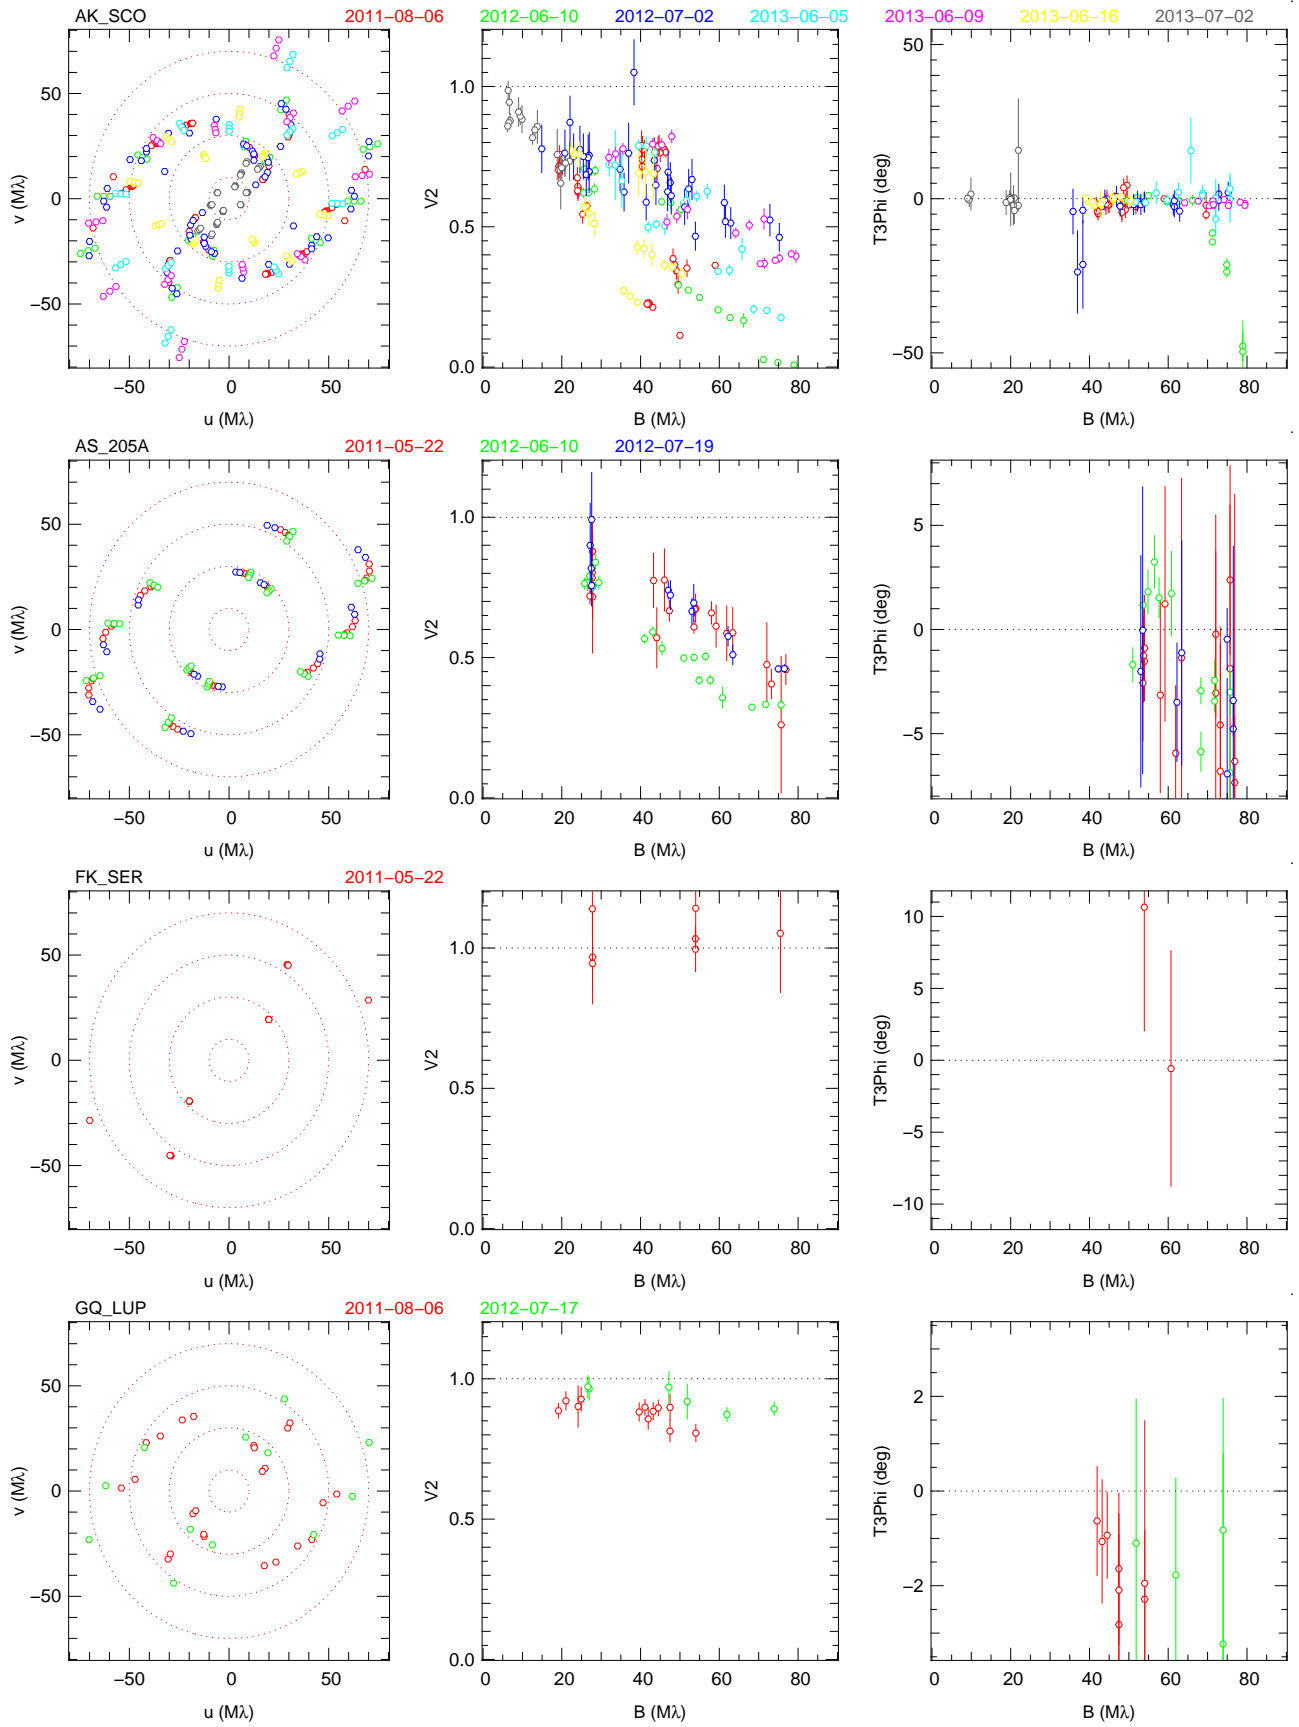 AK_SCO 2011−08−06 2012−06−10 2012−07−02 2013−06−05 2013−06−09 2013−06−16 2013−07−02
50
0
−50
v (Mλ)
−50 0 50
u (Mλ)
1.0
0.5
0.0
V2
0 20 40 60 80
B (Mλ)
50
0
−50
T3Phi (deg)
0 20 40 60 80
B (Mλ)
AS_205A 2011−05−22 2012−06−10 2012−07−19
50
0
−50
v (Mλ)
−50 0 50
u (Mλ)
1.0
0.5
0.0
V2
0 20 40 60 80
B (Mλ)
5
0
−5
T3Phi (deg)
0 20 40 60 80
B (Mλ)
FK_SER 2011−05−22
50
0
−50
v (Mλ)
−50 0 50
u (Mλ)
1.0
0.5
0.0
V2
0 20 40 60 80
B (Mλ)
10
5
0
−5
−10
T3Phi (deg)
0 20 40 60 80
B (Mλ)
GQ_LUP 2011−08−06 2012−07−17
50
0
−50
v (Mλ)
−50 0 50
u (Mλ)
1.0
0.5
0.0
V2
0 20 40 60 80
B (Mλ)
2
0
−2
T3Phi (deg)
0 20 40 60 80
B (Mλ)